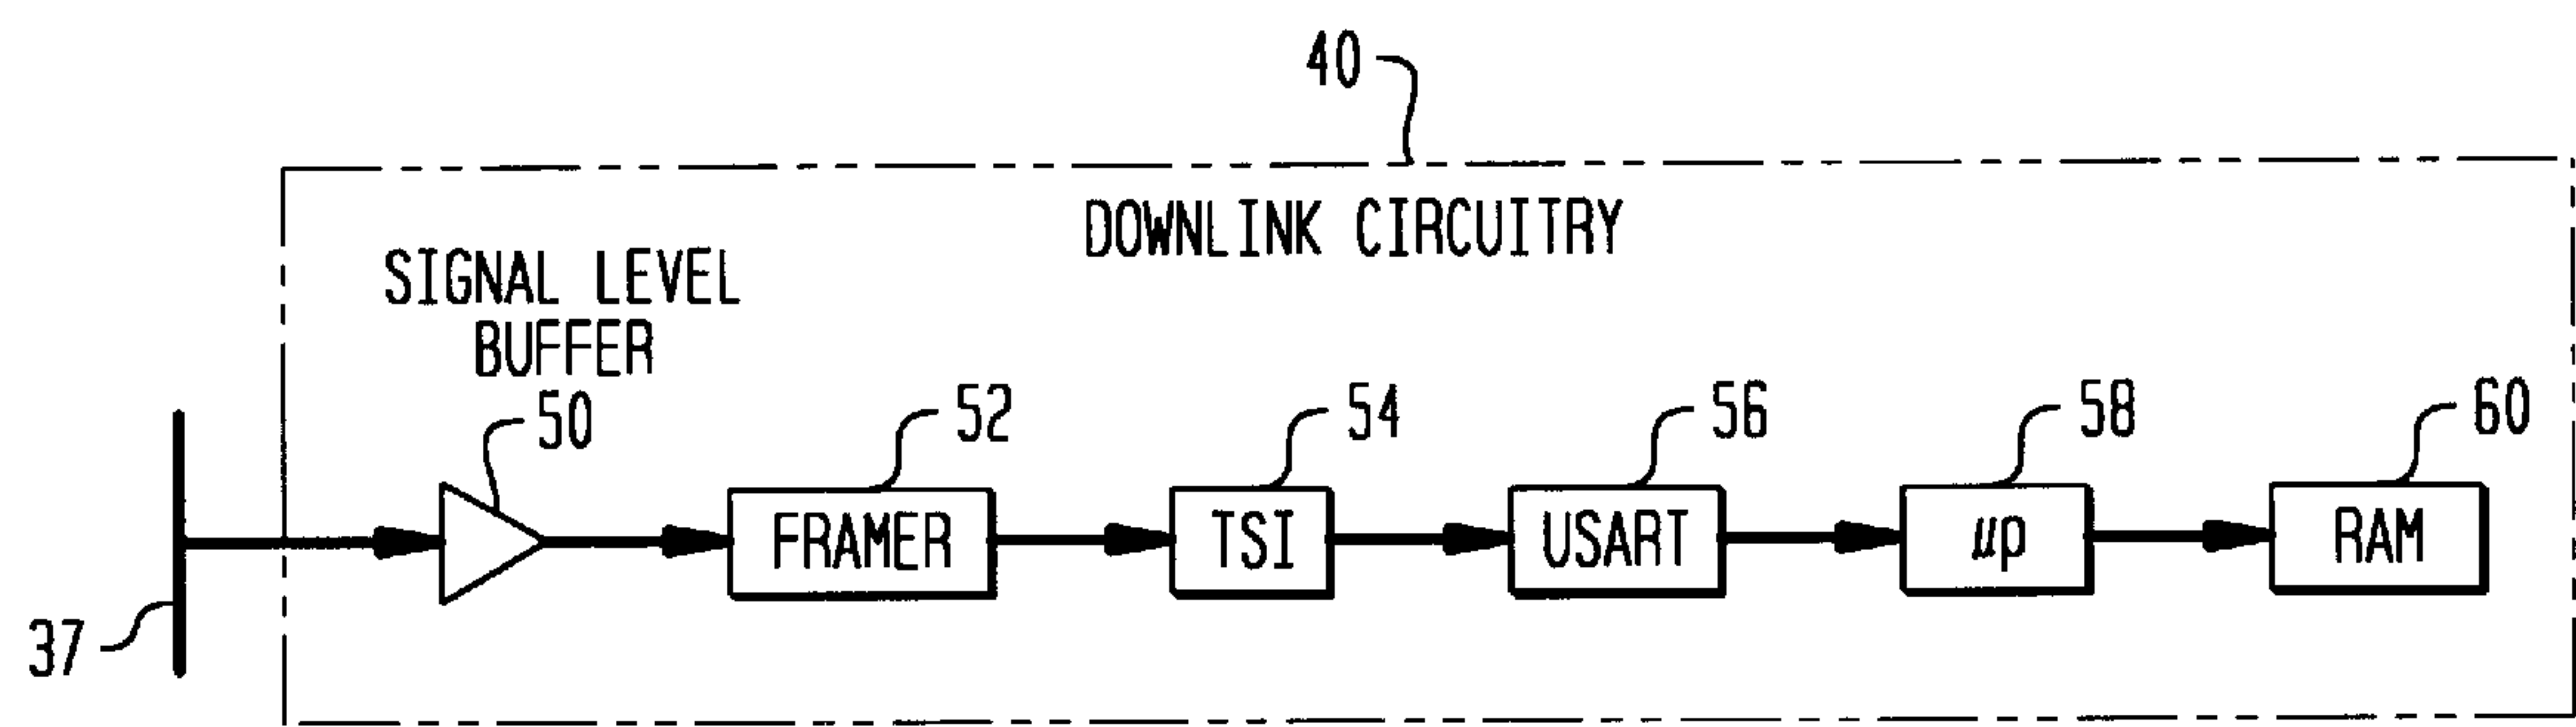 40
DOWNLINK CIRCUITRY
SIGNAL LEVEL
BUFFER
50
52
54
56
58
60
FRAMER
TSI
USART
μp
RAM
37